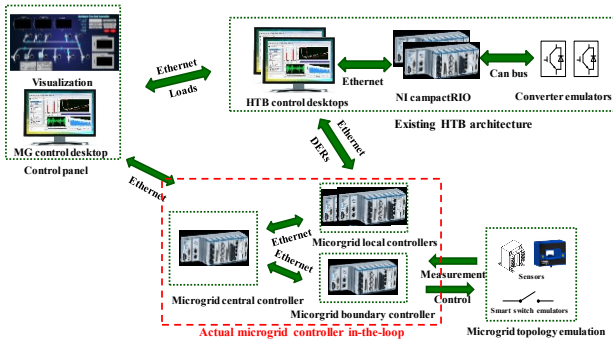 Visualization
MG control desktop
Control panel
Ethernet
Loads
HTB control desktops
Ethernet
NI campactRIO
Can bus
Converter emulators
Existing HTB architecture
Ethernet
DERs
Ethernet
Microgrid central controller
Ethernet
Ethernet
Micorgrid local controllers
Micorgrid boundary controller
Actual microgrid controller in-the-loop
Measurement
Control
Sensors
Smart switch emulators
Microgrid topology emulation